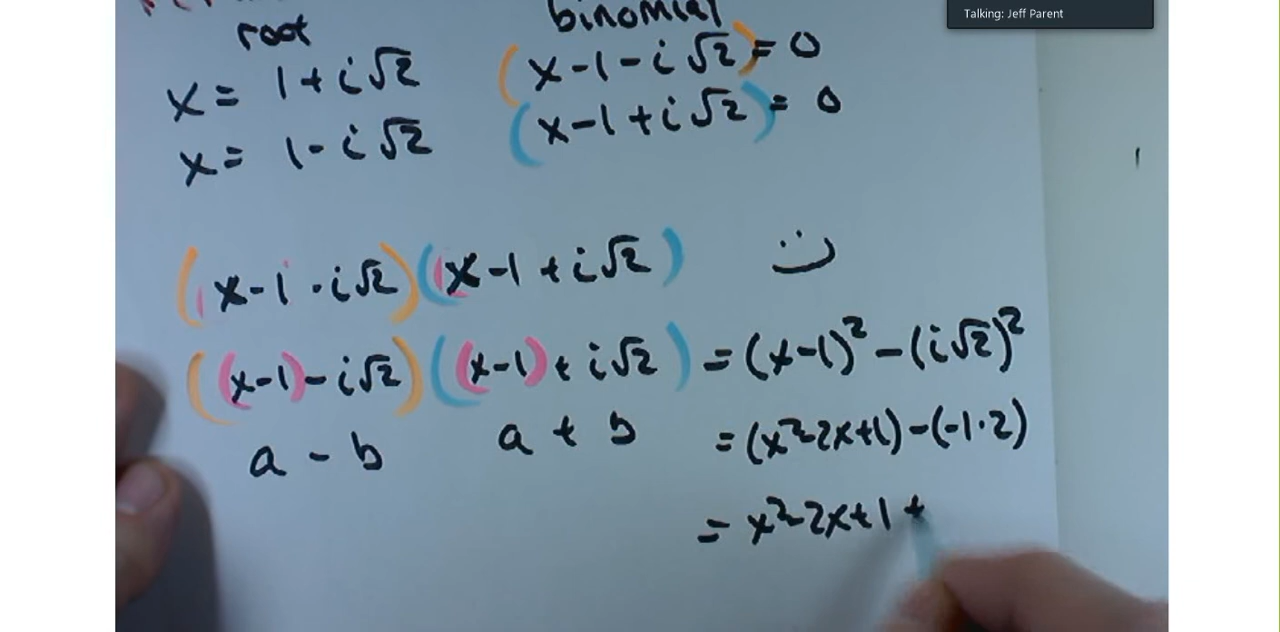 Talking: Jeff Parent
root binomial
x = 1 + i√2 (x - 1 - i√2) = 0
x = 1 - i√2 (x - 1 + i√2) = 0
(x - 1 - i√2)(x - 1 + i√2)
((x - 1) - i√2)((x - 1) + i√2) = (x - 1)² - (i√2)²
a - b a + b = (x² - 2x + 1) - (-1 · 2)
= x² - 2x + 1 +